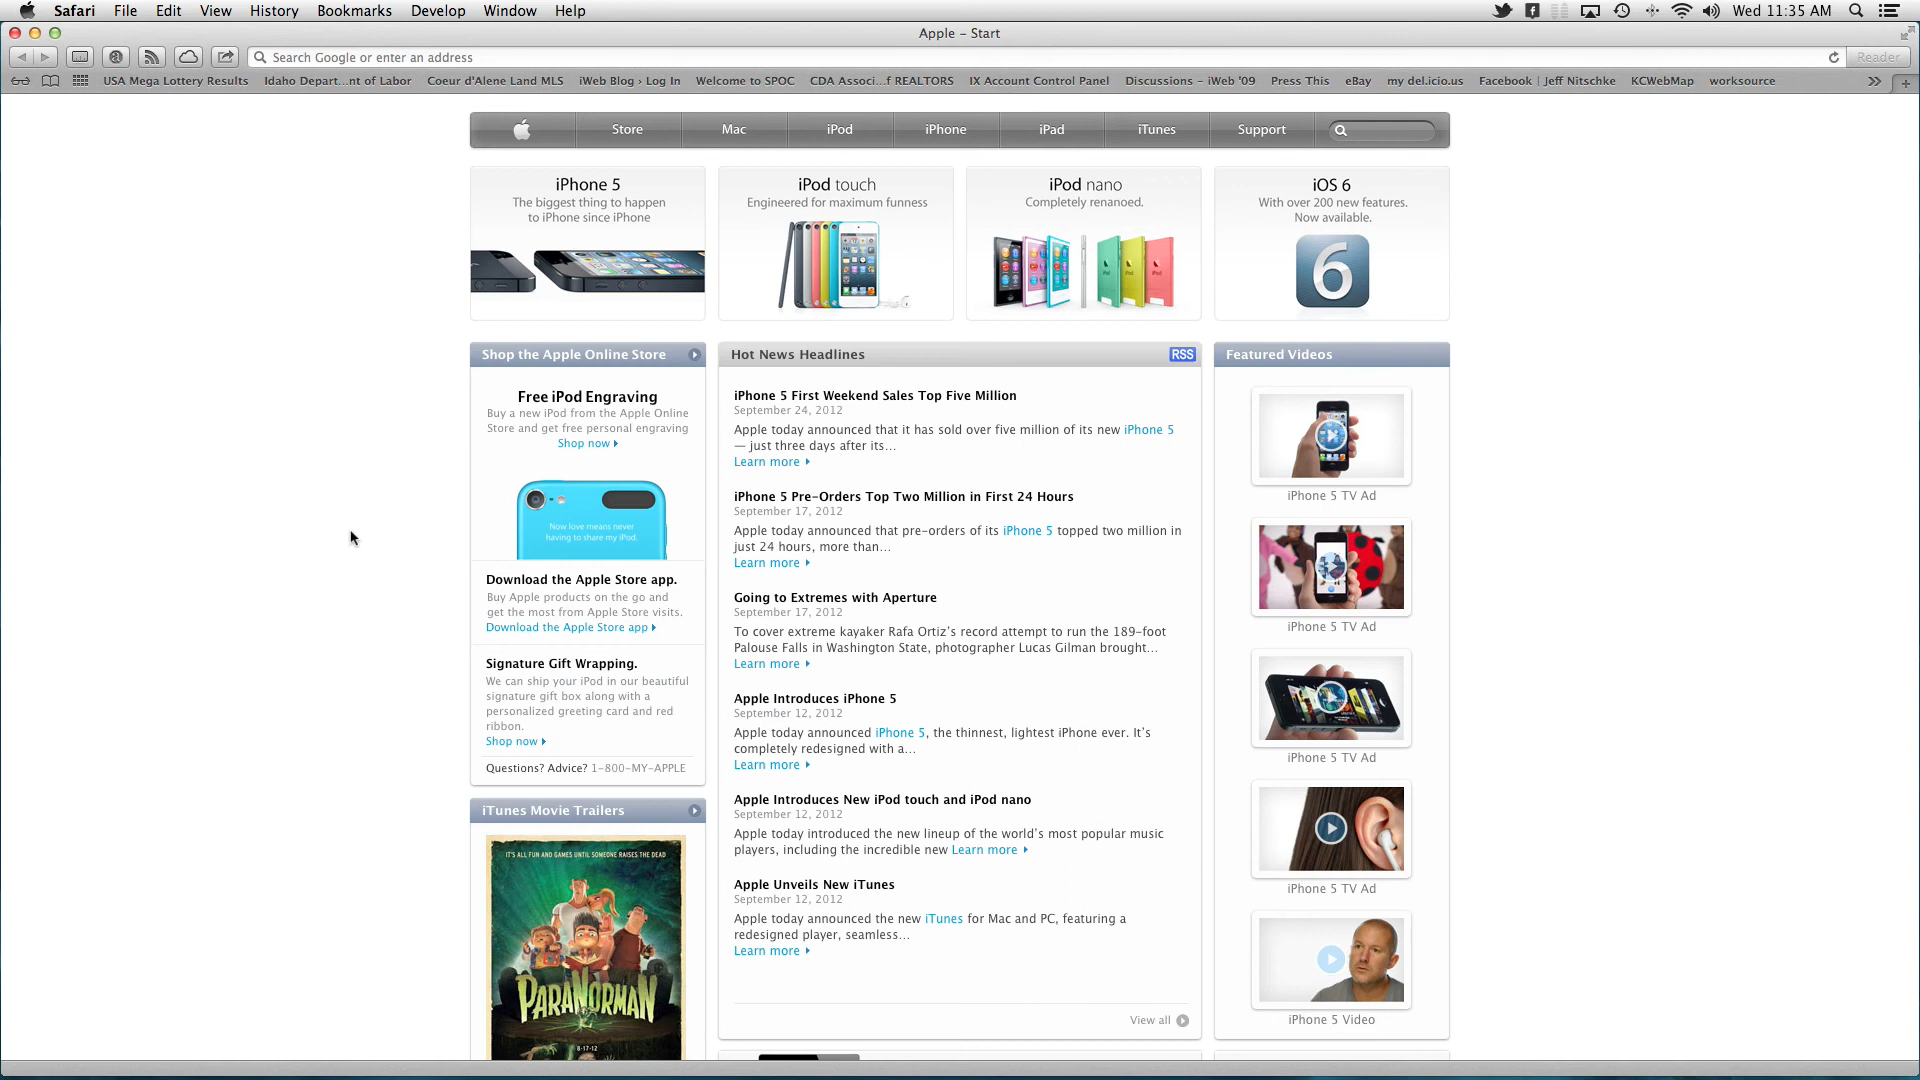 Safari File Edit View History Bookmarks Develop Window Help
Wed 11:35 AM
Apple – Start
Search Google or enter an address
Reader
USA Mega Lottery Results Idaho Depart...nt of Labor Coeur d'Alene Land MLS iWeb Blog › Log In Welcome to SPOC CDA Associ...f REALTORS IX Account Control Panel Discussions – iWeb '09 Press This eBay my del.icio.us Facebook | Jeff Nitschke KCWebMap worksource
Store Mac iPod iPhone iPad iTunes Support
iPhone 5
The biggest thing to happen
to iPhone since iPhone
iPod touch
Engineered for maximum funness
iPod nano
Completely renanoed.
iOS 6
With over 200 new features.
Now available.
6
Shop the Apple Online Store
Free iPod Engraving
Buy a new iPod from the Apple Online
Store and get free personal engraving
Shop now
Now love means never
having to share my iPod.
Download the Apple Store app.
Buy Apple products on the go and
get the most from Apple Store visits.
Download the Apple Store app
Signature Gift Wrapping.
We can ship your iPod in our beautiful
signature gift box along with a
personalized greeting card and red
ribbon.
Shop now
Questions? Advice? 1-800-MY-APPLE
iTunes Movie Trailers
IT'S ALL FUN AND GAMES UNTIL SOMEONE RAISES THE DEAD
PARANORMAN
8-17-12
Hot News Headlines
RSS
iPhone 5 First Weekend Sales Top Five Million
September 24, 2012
Apple today announced that it has sold over five million of its new iPhone 5
— just three days after its...
Learn more
iPhone 5 Pre-Orders Top Two Million in First 24 Hours
September 17, 2012
Apple today announced that pre-orders of its iPhone 5 topped two million in
just 24 hours, more than...
Learn more
Going to Extremes with Aperture
September 17, 2012
To cover extreme kayaker Rafa Ortiz's record attempt to run the 189-foot
Palouse Falls in Washington State, photographer Lucas Gilman brought...
Learn more
Apple Introduces iPhone 5
September 12, 2012
Apple today announced iPhone 5, the thinnest, lightest iPhone ever. It's
completely redesigned with a...
Learn more
Apple Introduces New iPod touch and iPod nano
September 12, 2012
Apple today introduced the new lineup of the world's most popular music
players, including the incredible new Learn more
Apple Unveils New iTunes
September 12, 2012
Apple today announced the new iTunes for Mac and PC, featuring a
redesigned player, seamless...
Learn more
View all
Featured Videos
iPhone 5 TV Ad
iPhone 5 TV Ad
iPhone 5 TV Ad
iPhone 5 TV Ad
iPhone 5 Video